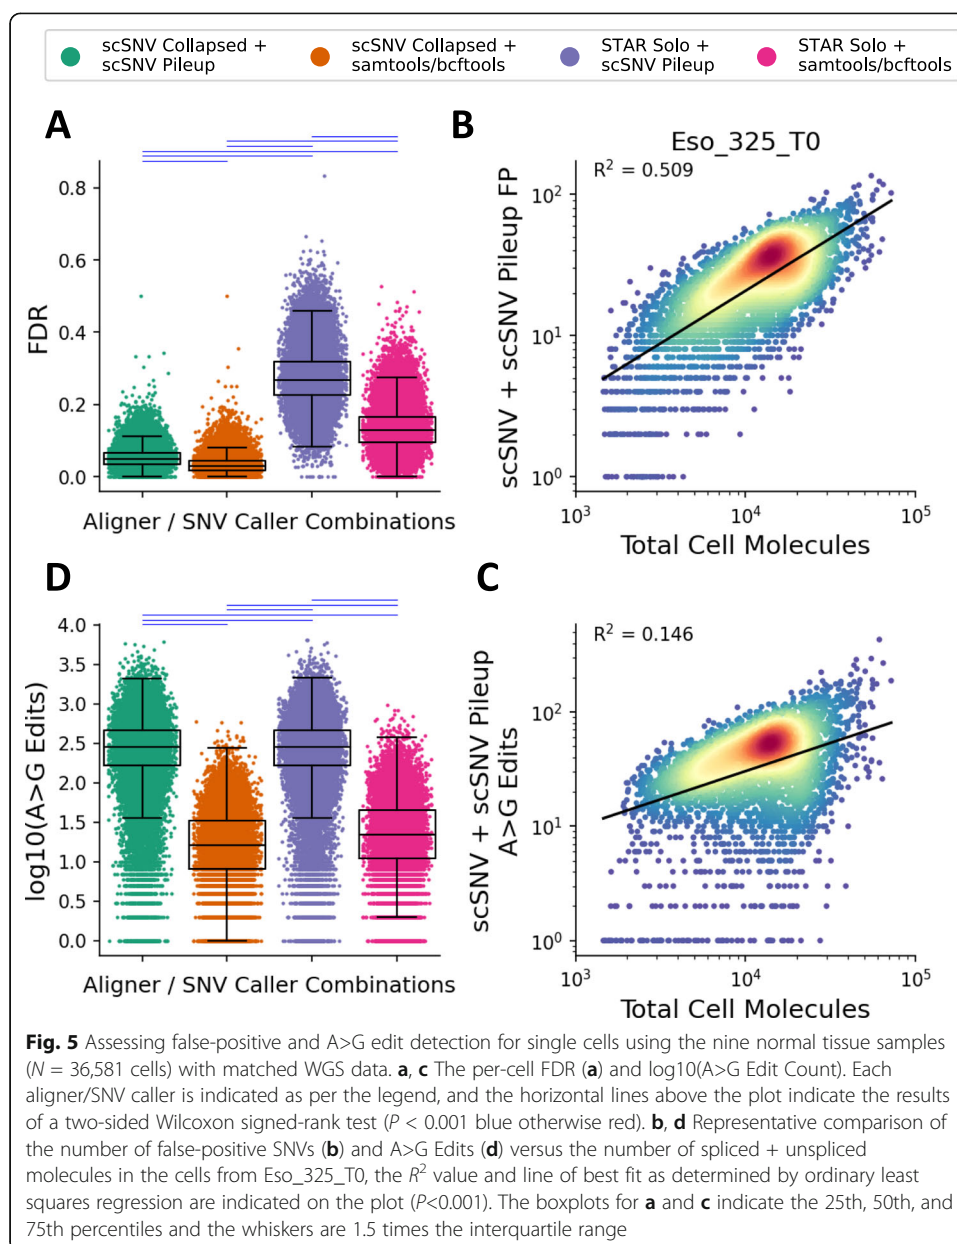 scSNV Collapsed +
scSNV Pileup
scSNV Collapsed +
samtools/bcftools
STAR Solo +
scSNV Pileup
STAR Solo +
samtools/bcftools
A
FDR
0.8
0.6
0.4
0.2
0.0
Aligner / SNV Caller Combinations
B
Eso_325_T0
R² = 0.509
scSNV + scSNV Pileup FP
10²
10¹
10⁰
10³
10⁴
10⁵
Total Cell Molecules
D
log10(A>G Edits)
4.0
3.5
3.0
2.5
2.0
1.5
1.0
0.5
0.0
Aligner / SNV Caller Combinations
C
R² = 0.146
scSNV + scSNV Pileup
A>G Edits
10²
10¹
10⁰
10³
10⁴
10⁵
Total Cell Molecules
Fig. 5 Assessing false-positive and A>G edit detection for single cells using the nine normal tissue samples
(N = 36,581 cells) with matched WGS data. a, c The per-cell FDR (a) and log10(A>G Edit Count). Each
aligner/SNV caller is indicated as per the legend, and the horizontal lines above the plot indicate the results
of a two-sided Wilcoxon signed-rank test (P < 0.001 blue otherwise red). b, d Representative comparison of
the number of false-positive SNVs (b) and A>G Edits (d) versus the number of spliced + unspliced
molecules in the cells from Eso_325_T0, the R² value and line of best fit as determined by ordinary least
squares regression are indicated on the plot (P<0.001). The boxplots for a and c indicate the 25th, 50th, and
75th percentiles and the whiskers are 1.5 times the interquartile range